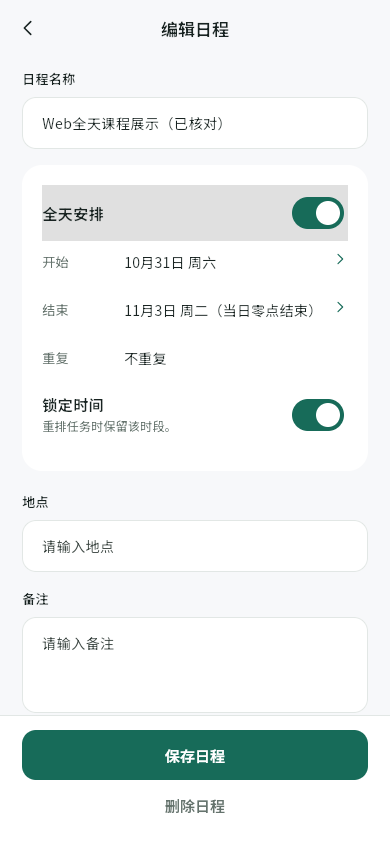 编辑日程
日程名称
Web全天课程展示（已核对）
全天安排
开始 10月31日 周六
结束 11月3日 周二（当日零点结束）
重复 不重复
锁定时间
重排任务时保留该时段。
地点
请输入地点
备注
请输入备注
保存日程
删除日程